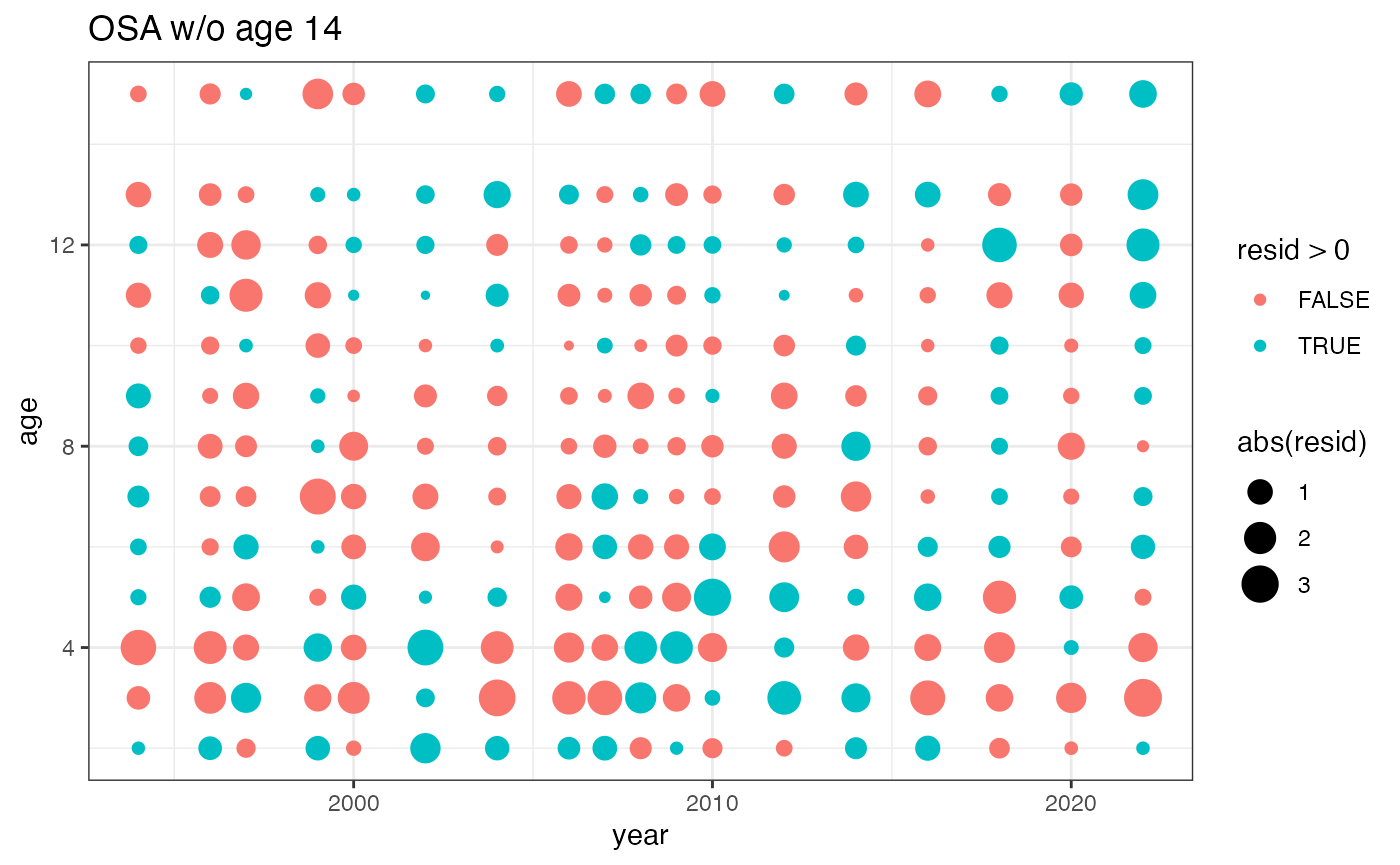 OSA w/o age 14
12
8
4
age
2000 2010 2020
year
resid > 0
FALSE
TRUE
abs(resid)
1
2
3